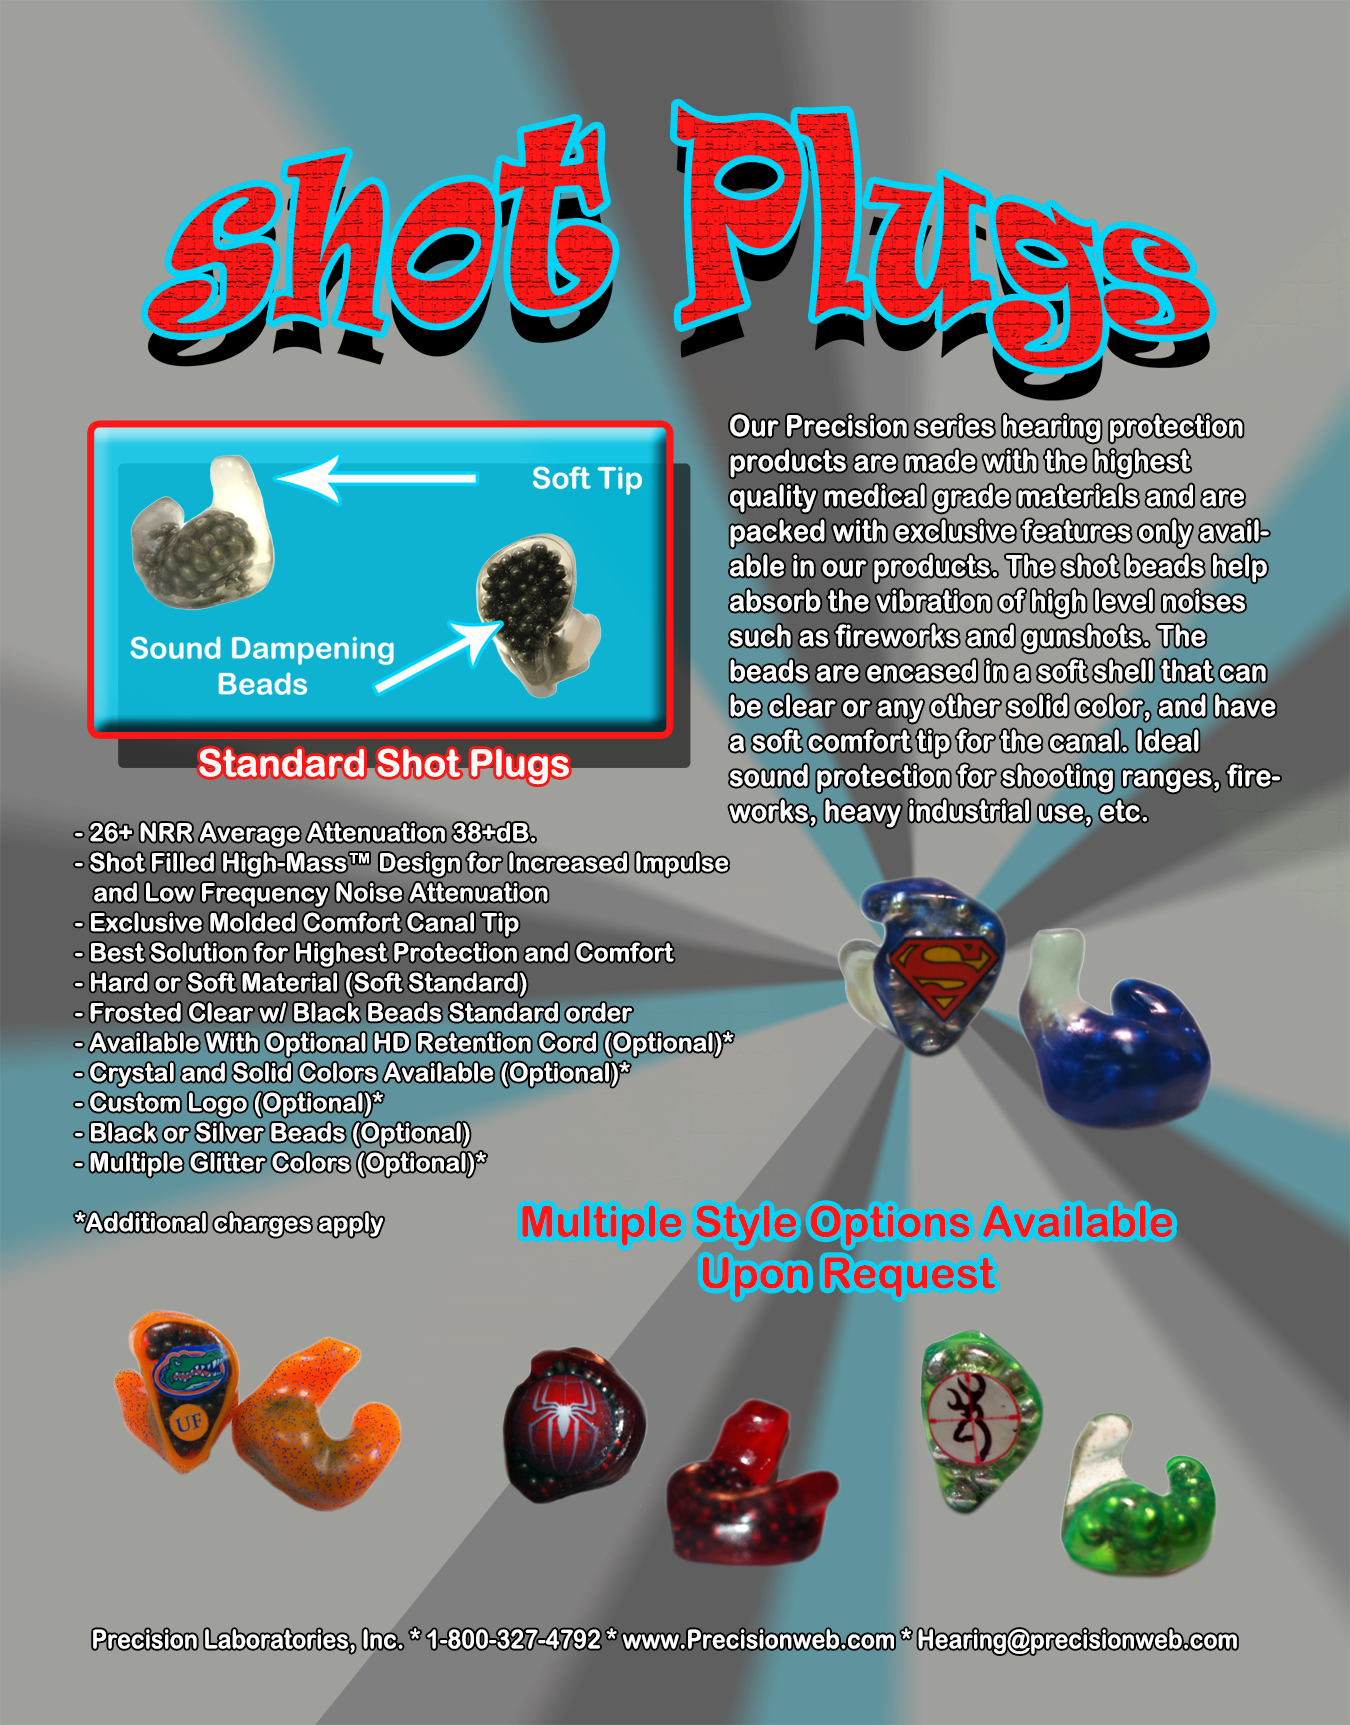 Shot Plugs
Soft Tip
Sound Dampening
Beads
Standard Shot Plugs
Our Precision series hearing protection
products are made with the highest
quality medical grade materials and are
packed with exclusive features only avail-
able in our products. The shot beads help
absorb the vibration of high level noises
such as fireworks and gunshots. The
beads are encased in a soft shell that can
be clear or any other solid color, and have
a soft comfort tip for the canal. Ideal
sound protection for shooting ranges, fire-
works, heavy industrial use, etc.
- 26+ NRR Average Attenuation 38+dB.
- Shot Filled High-Mass™ Design for Increased Impulse
and Low Frequency Noise Attenuation
- Exclusive Molded Comfort Canal Tip
- Best Solution for Highest Protection and Comfort
- Hard or Soft Material (Soft Standard)
- Frosted Clear w/ Black Beads Standard order
- Available With Optional HD Retention Cord (Optional)*
- Crystal and Solid Colors Available (Optional)*
- Custom Logo (Optional)*
- Black or Silver Beads (Optional)
- Multiple Glitter Colors (Optional)*
*Additional charges apply
S
Multiple Style Options Available
Upon Request
UF
Precision Laboratories, Inc. * 1-800-327-4792 * www.Precisionweb.com * Hearing@precisionweb.com